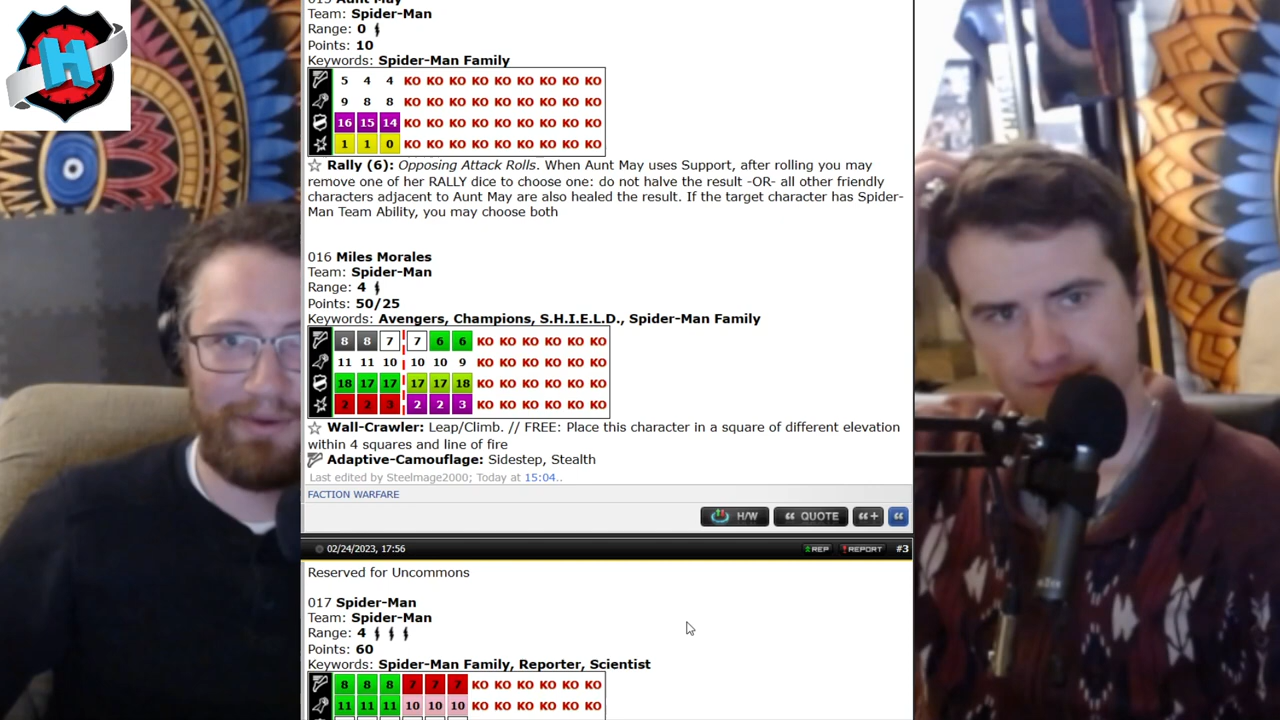 H
015 Aunt May
Team: Spider-Man
Range: 0
Points: 10
Keywords: Spider-Man Family
5 4 4 KO KO KO KO KO KO KO KO KO
9 8 8 KO KO KO KO KO KO KO KO KO
16 15 14 KO KO KO KO KO KO KO KO KO
1 1 0 KO KO KO KO KO KO KO KO KO
☆ Rally (6): Opposing Attack Rolls. When Aunt May uses Support, after rolling you may
remove one of her RALLY dice to choose one: do not halve the result -OR- all other friendly
characters adjacent to Aunt May are also healed the result. If the target character has Spider-
Man Team Ability, you may choose both
016 Miles Morales
Team: Spider-Man
Range: 4
Points: 50/25
Keywords: Avengers, Champions, S.H.I.E.L.D., Spider-Man Family
8 8 7 7 6 6 KO KO KO KO KO KO
11 11 10 10 10 9 KO KO KO KO KO KO
18 17 17 17 17 18 KO KO KO KO KO KO
2 2 3 2 2 3 KO KO KO KO KO KO
☆ Wall-Crawler: Leap/Climb. // FREE: Place this character in a square of different elevation
within 4 squares and line of fire
Adaptive-Camouflage: Sidestep, Stealth
Last edited by Steelmage2000; Today at 15:04..
FACTION WARFARE
H/W “ QUOTE “+ “
02/24/2023, 17:56 REP !REPORT #3
Reserved for Uncommons
017 Spider-Man
Team: Spider-Man
Range: 4
Points: 60
Keywords: Spider-Man Family, Reporter, Scientist
8 8 8 7 7 7 KO KO KO KO KO KO
11 11 11 10 10 10 KO KO KO KO KO KO